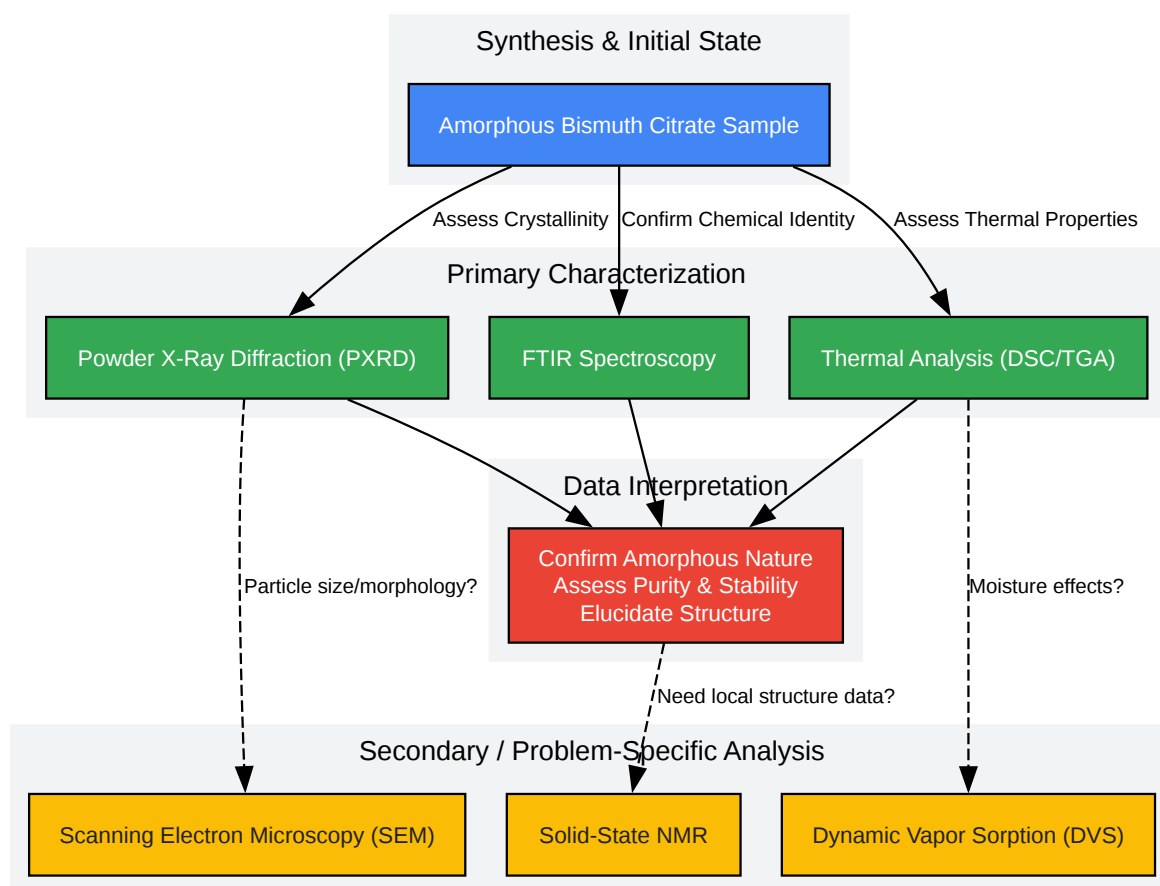 Synthesis & Initial State
Amorphous Bismuth Citrate Sample
Assess Crystallinity
Confirm Chemical Identity
Assess Thermal Properties
Primary Characterization
Powder X-Ray Diffraction (PXRD)
FTIR Spectroscopy
Thermal Analysis (DSC/TGA)
Data Interpretation
Confirm Amorphous Nature
Assess Purity & Stability
Elucidate Structure
Particle size/morphology?
Moisture effects?
Need local structure data?
Secondary / Problem-Specific Analysis
Scanning Electron Microscopy (SEM)
Solid-State NMR
Dynamic Vapor Sorption (DVS)